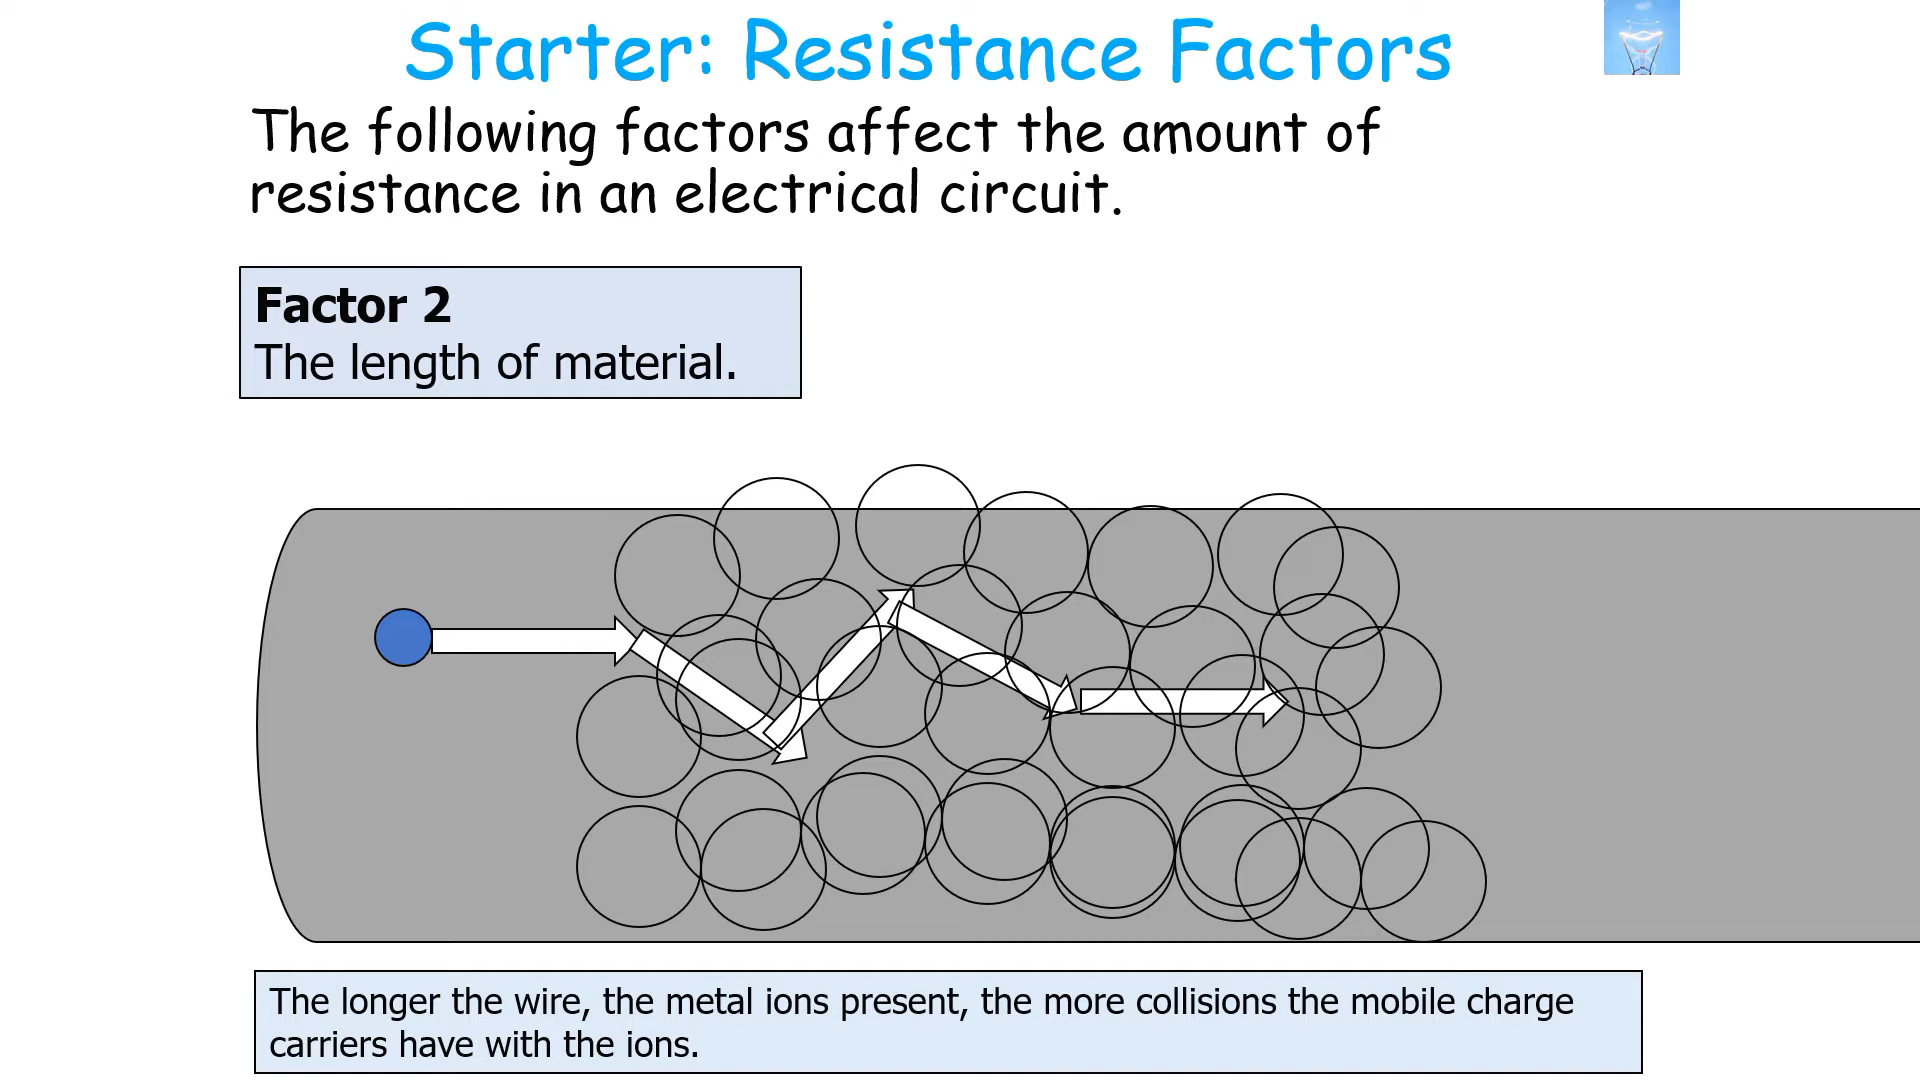 Starter: Resistance Factors
The following factors affect the amount of
resistance in an electrical circuit.
Factor 2
The length of material.
The longer the wire, the metal ions present, the more collisions the mobile charge
carriers have with the ions.